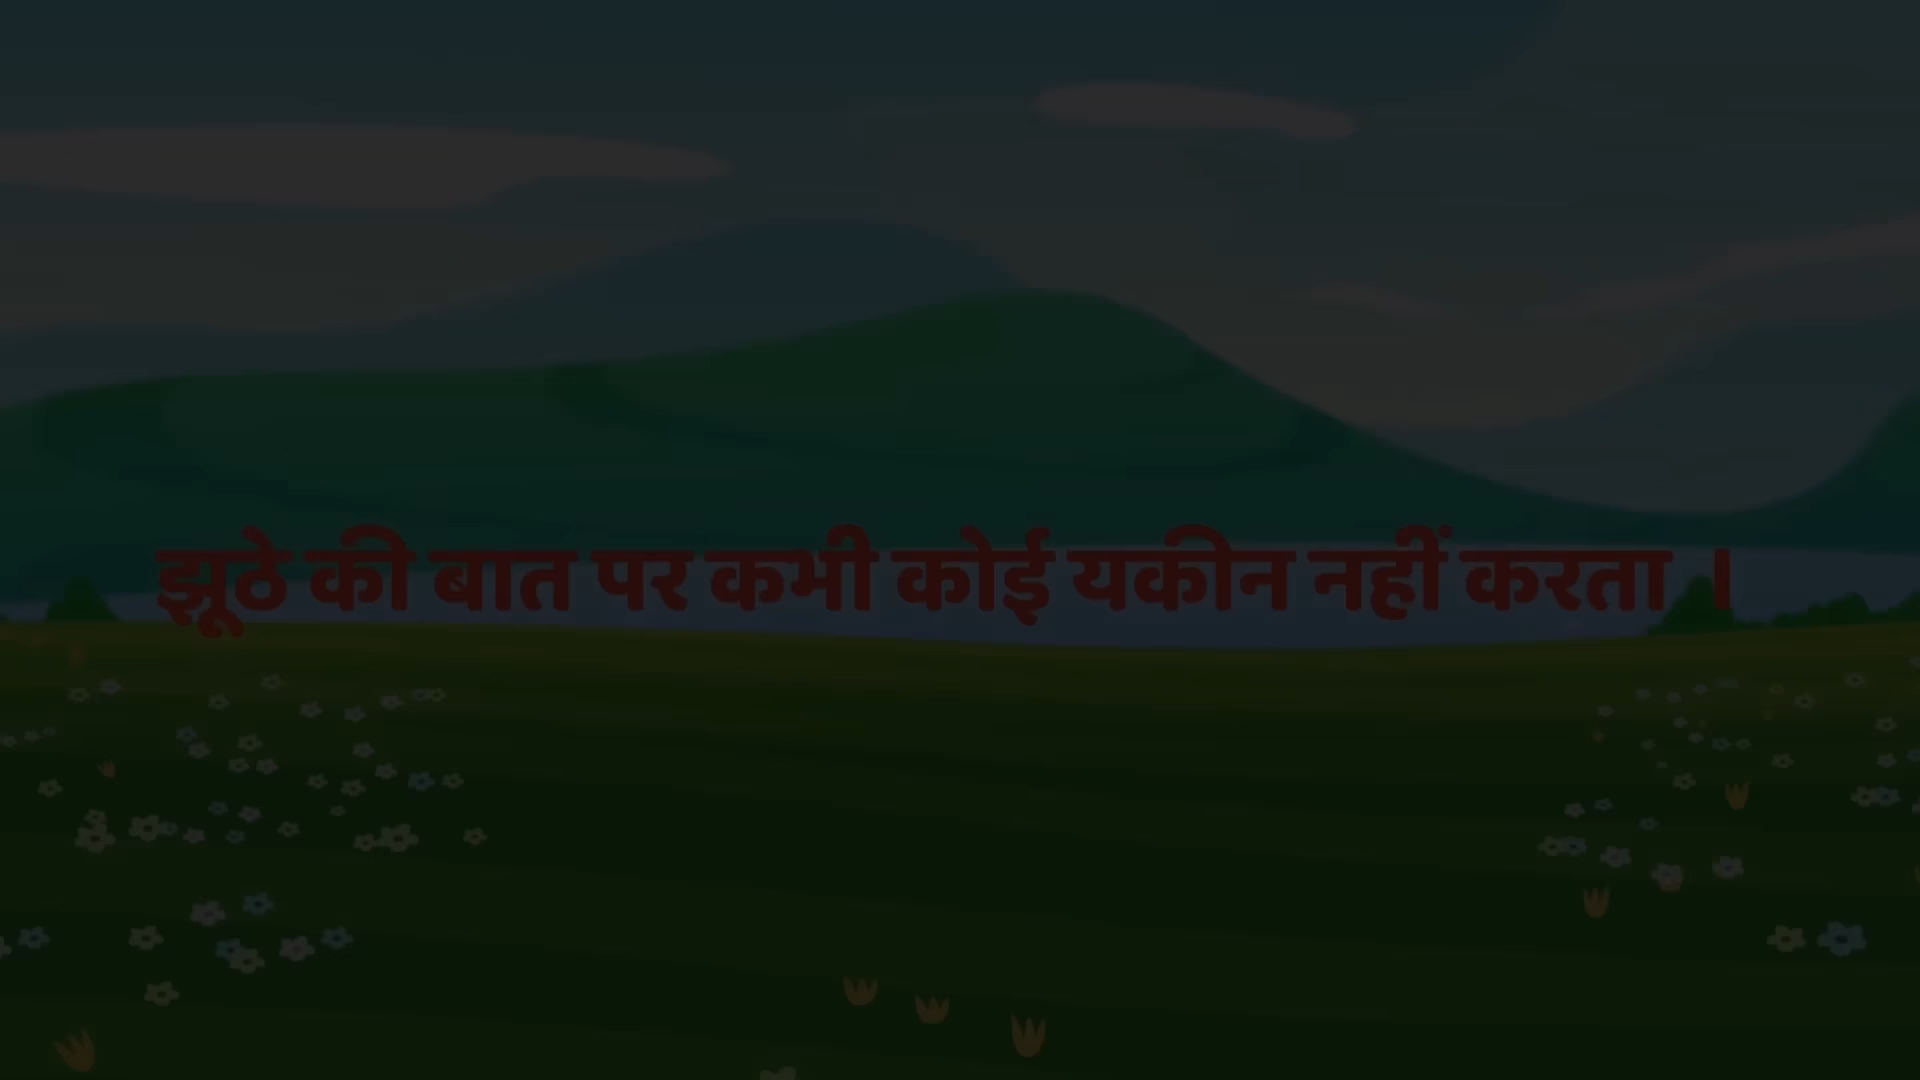 झूठे की बात पर कभी कोई यकीन नहीं करता ।